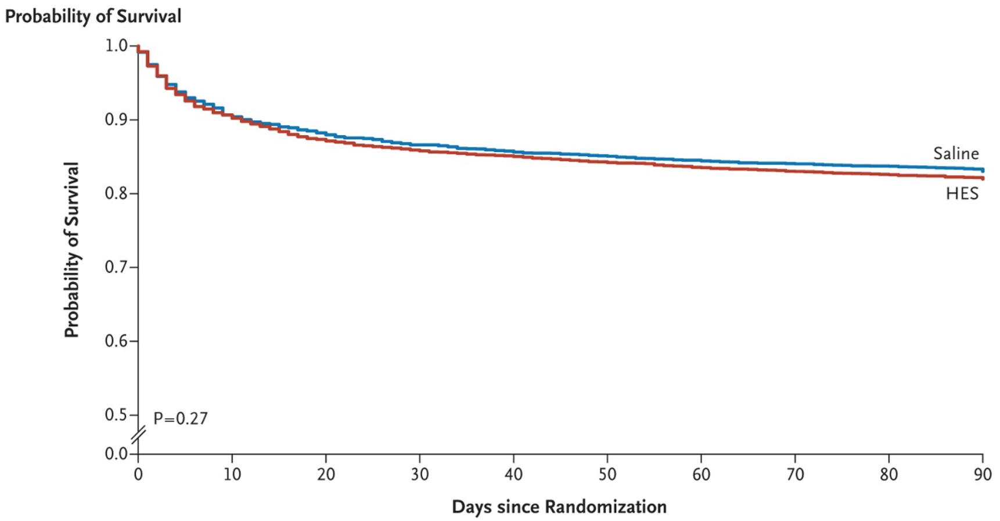 Probability of Survival
Probability of Survival
1.0
0.9
0.8
0.7
0.6
0.5
0.0
P=0.27
Saline
HES
0 10 20 30 40 50 60 70 80 90
Days since Randomization